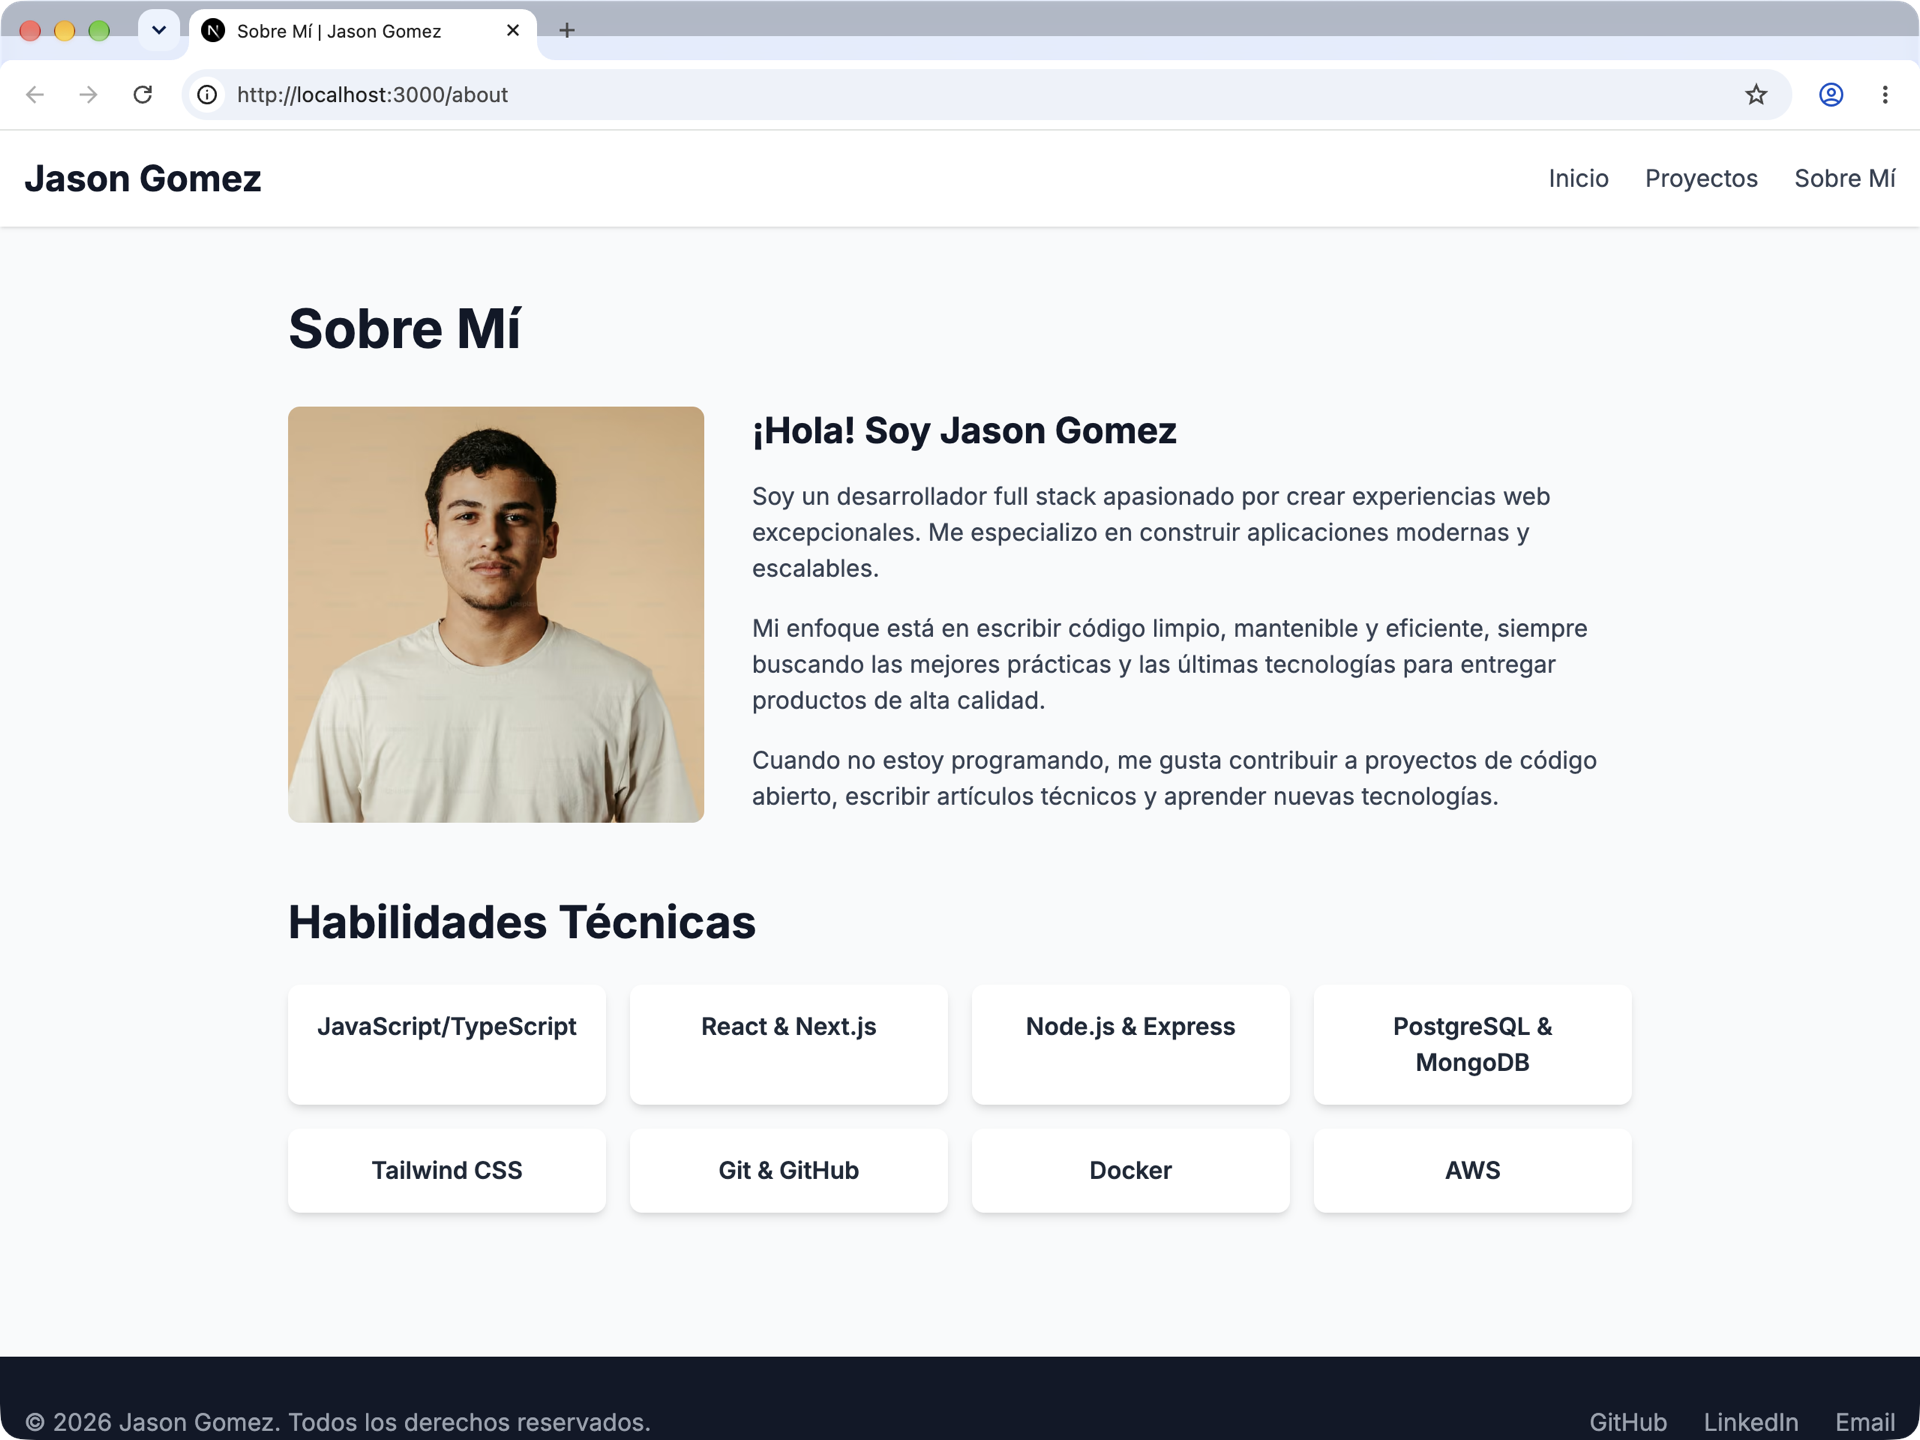 Sobre Mí | Jason Gomez
http://localhost:3000/about
Jason Gomez
Inicio Proyectos Sobre Mí
Sobre Mí
¡Hola! Soy Jason Gomez
Soy un desarrollador full stack apasionado por crear experiencias web
excepcionales. Me especializo en construir aplicaciones modernas y
escalables.
Mi enfoque está en escribir código limpio, mantenible y eficiente, siempre
buscando las mejores prácticas y las últimas tecnologías para entregar
productos de alta calidad.
Cuando no estoy programando, me gusta contribuir a proyectos de código
abierto, escribir artículos técnicos y aprender nuevas tecnologías.
Habilidades Técnicas
JavaScript/TypeScript
React & Next.js
Node.js & Express
PostgreSQL &
MongoDB
Tailwind CSS
Git & GitHub
Docker
AWS
© 2026 Jason Gomez. Todos los derechos reservados.
GitHub LinkedIn Email